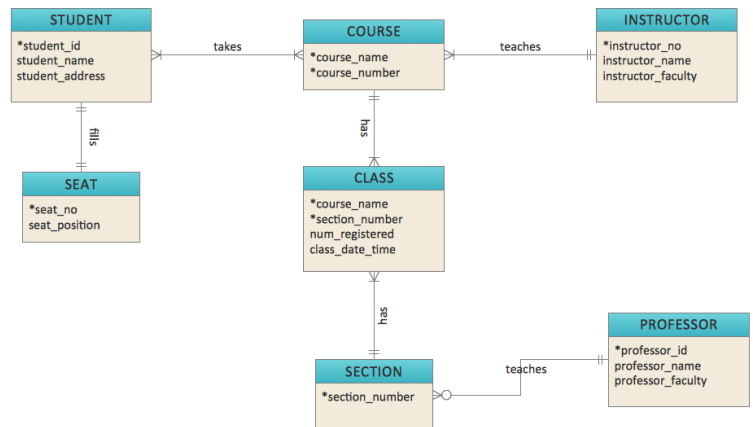 STUDENT
*student_id
student_name
student_address
takes
COURSE
*course_name
*course_number
teaches
INSTRUCTOR
*instructor_no
instructor_name
instructor_faculty
fills
has
SEAT
*seat_no
seat_position
CLASS
*course_name
*section_number
num_registered
class_date_time
has
SECTION
*section_number
teaches
PROFESSOR
*professor_id
professor_name
professor_faculty